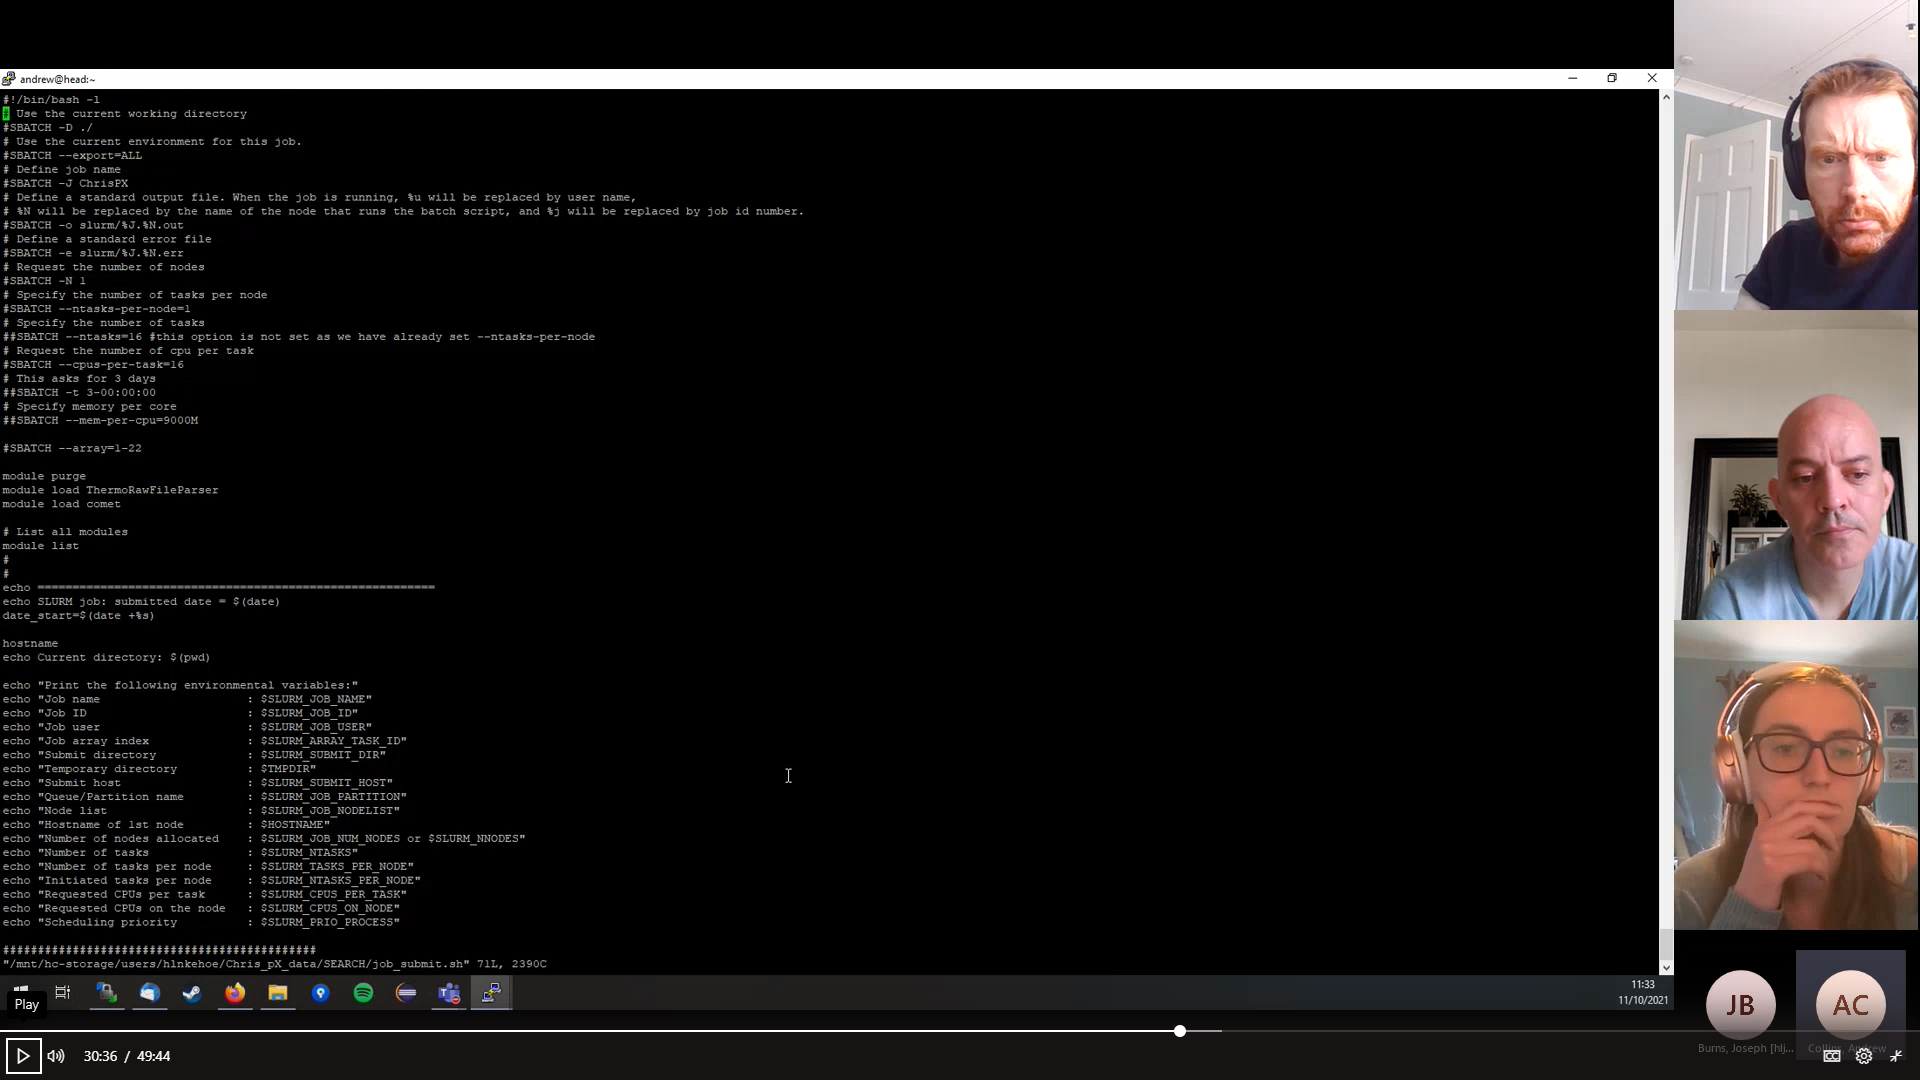 andrew@head:~
#!/bin/bash -l
# Use the current working directory
#SBATCH -D ./
# Use the current environment for this job.
#SBATCH --export=ALL
# Define job name
#SBATCH -J ChrisPX
# Define a standard output file. When the job is running, %u will be replaced by user name,
# %N will be replaced by the name of the node that runs the batch script, and %j will be replaced by job id number.
#SBATCH -o slurm/%J.%N.out
# Define a standard error file
#SBATCH -e slurm/%J.%N.err
# Request the number of nodes
#SBATCH -N 1
# Specify the number of tasks per node
#SBATCH --ntasks-per-node=1
# Specify the number of tasks
##SBATCH --ntasks=16 #this option is not set as we have already set --ntasks-per-node
# Request the number of cpu per task
#SBATCH --cpus-per-task=16
# This asks for 3 days
##SBATCH -t 3-00:00:00
# Specify memory per core
##SBATCH --mem-per-cpu=9000M
#SBATCH --array=1-22
module purge
module load ThermoRawFileParser
module load comet
# List all modules
module list
#
#
echo =========================================================
echo SLURM job: submitted date = $(date)
date_start=$(date +%s)
hostname
echo Current directory: $(pwd)
echo "Print the following environmental variables:"
echo "Job name                     : $SLURM_JOB_NAME"
echo "Job ID                       : $SLURM_JOB_ID"
echo "Job user                     : $SLURM_JOB_USER"
echo "Job array index              : $SLURM_ARRAY_TASK_ID"
echo "Submit directory             : $SLURM_SUBMIT_DIR"
echo "Temporary directory          : $TMPDIR"
echo "Submit host                  : $SLURM_SUBMIT_HOST"
echo "Queue/Partition name         : $SLURM_JOB_PARTITION"
echo "Node list                    : $SLURM_JOB_NODELIST"
echo "Hostname of 1st node         : $HOSTNAME"
echo "Number of nodes allocated    : $SLURM_JOB_NUM_NODES or $SLURM_NNODES"
echo "Number of tasks              : $SLURM_NTASKS"
echo "Number of tasks per node     : $SLURM_TASKS_PER_NODE"
echo "Initiated tasks per node     : $SLURM_NTASKS_PER_NODE"
echo "Requested CPUs per task      : $SLURM_CPUS_PER_TASK"
echo "Requested CPUs on the node   : $SLURM_CPUS_ON_NODE"
echo "Scheduling priority          : $SLURM_PRIO_PROCESS"
#############################################
"/mnt/hc-storage/users/hlnkehoe/Chris_pX_data/SEARCH/job_submit.sh" 71L, 2390C
11:33
11/10/2021
Play
JB
AC
Burns, Joseph [hlj...
Collins, Andrew
30:36 / 49:44
CC